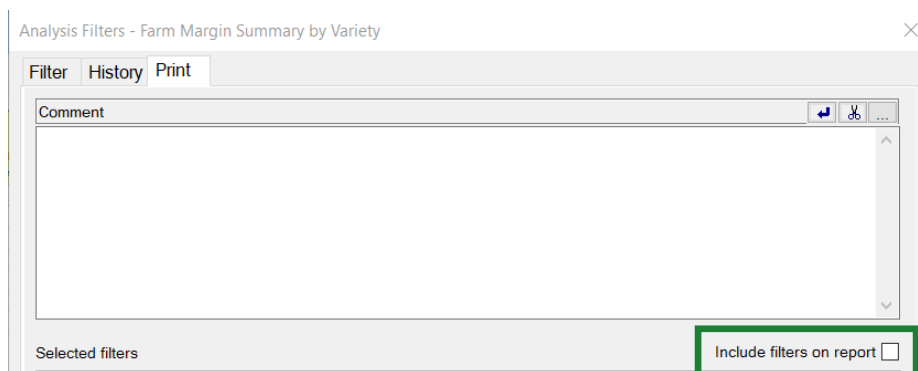 Analysis Filters - Farm Margin Summary by Variety
Filter History Print
Comment
...
Selected filters
Include filters on report